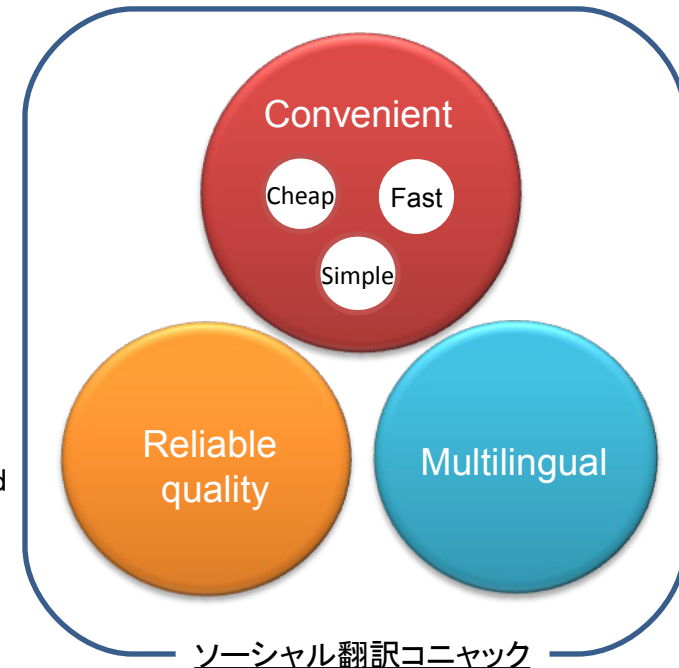 Convenient
Cheap
Fast
Simple
Reliable
quality
Multilingual
ソーシャル翻訳コニャック